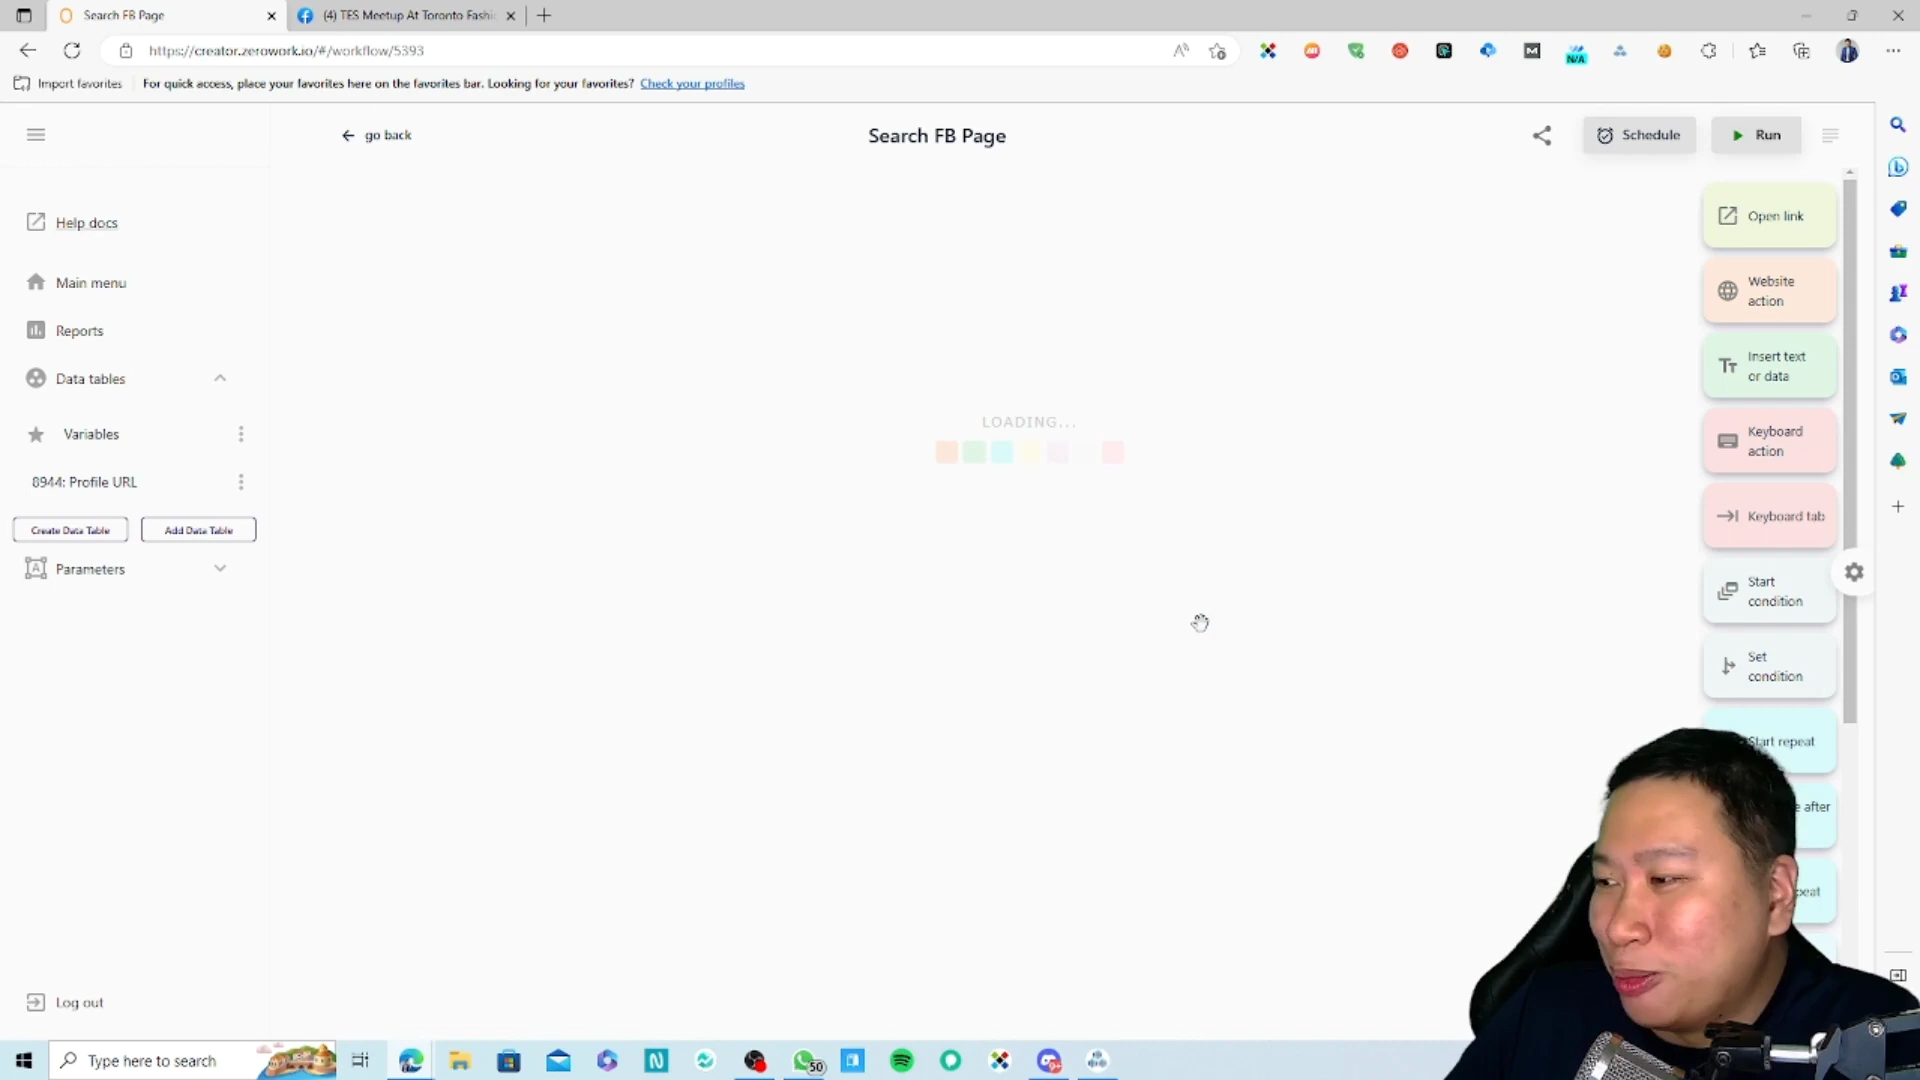 Search FB Page
(4) TES Meetup At Toronto Fashi
https://creator.zerowork.io/#/workflow/5393
Import favorites
For quick access, place your favorites here on the favorites bar. Looking for your favorites? Check your profiles
go back
Search FB Page
Schedule
Run
Help docs
Main menu
Reports
Data tables
Variables
8944: Profile URL
Create Data Table
Add Data Table
Parameters
Log out
LOADING...
Open link
Website
action
Insert text
or data
Keyboard
action
Keyboard tab
Start
condition
Set
condition
Start repeat
after
peat
N/A
Type here to search
50